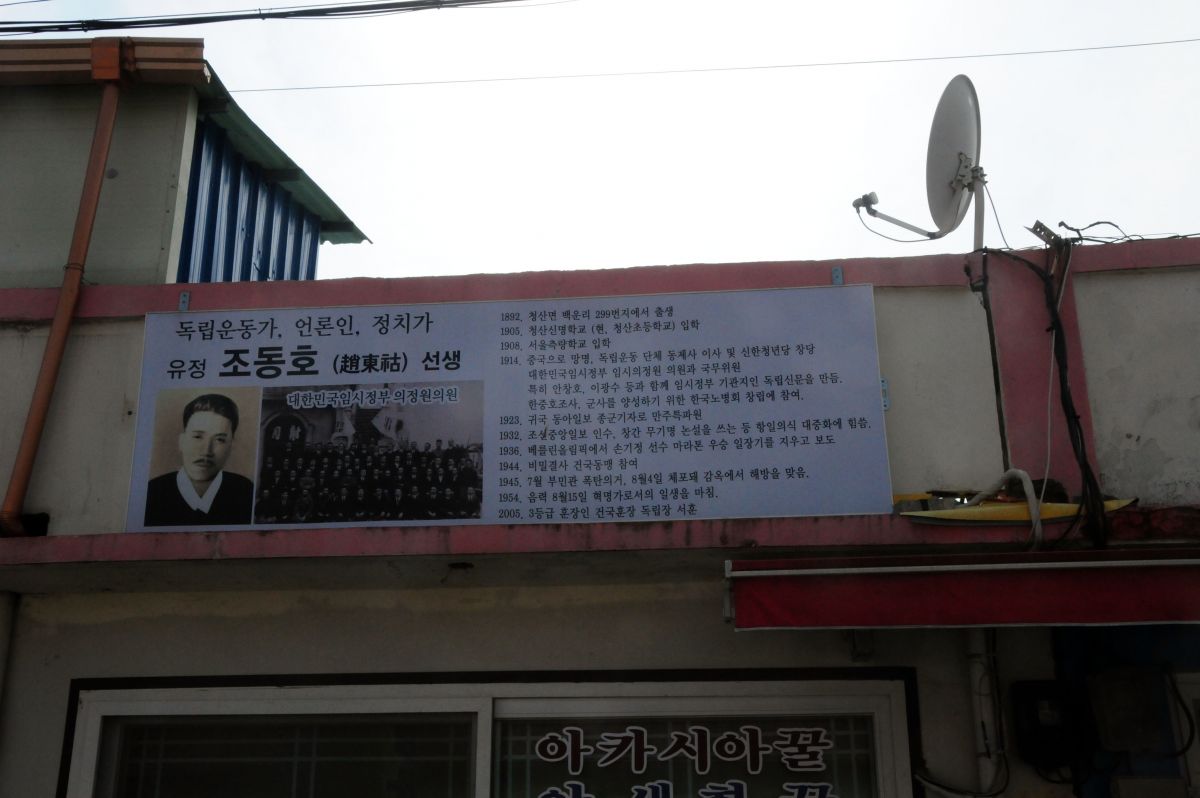 독립운동가, 언론인, 정치가
유정 조동호 (趙東祜) 선생
대한민국임시정부 의정원의원
1892. 청산면 백운리 299번지에서 출생
1905. 청산신명학교 (현, 청산초등학교) 입학
1908. 서울측량학교 입학
1914. 중국으로 망명, 독립운동 단체 동제사 이사 및 신한청년당 창당
대한민국임시정부 임시의정원 의원과 국무위원
특히 안창호, 이광수 등과 함께 임시정부 기관지인 독립신문을 만듬.
한중호조사, 군사를 양성하기 위한 한국노병회 창립에 참여.
1923. 귀국 동아일보 종군기자로 만주특파원
1932. 조선중앙일보 인수, 창간 무기명 논설을 쓰는 등 항일의식 대중화에 힘씀.
1936. 베를린올림픽에서 손기정 선수 마라톤 우승 일장기를 지우고 보도
1944. 비밀결사 건국동맹 참여
1945. 7월 부민관 폭탄의거, 8월4일 체포돼 감옥에서 해방을 맞음.
1954. 음력 8월15일 혁명가로서의 일생을 마침.
2005. 3등급 훈장인 건국훈장 독립장 서훈
아카시아꿀